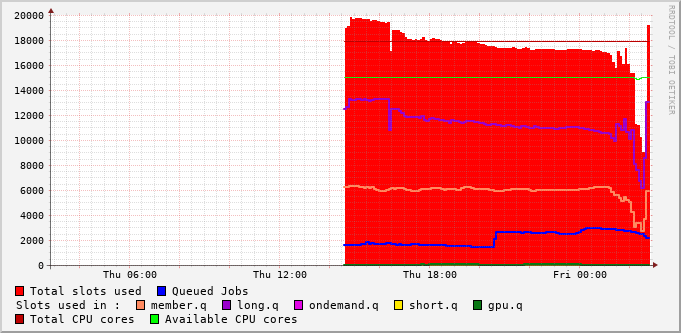 20000
18000
16000
14000
12000
10000
8000
6000
4000
2000
0
Thu 06:00 Thu 12:00 Thu 18:00 Fri 00:00
Total slots used Queued Jobs
Slots used in : member.q long.q ondemand.q short.q gpu.q
Total CPU cores Available CPU cores
RRDTOOL / TOBI OETIKER